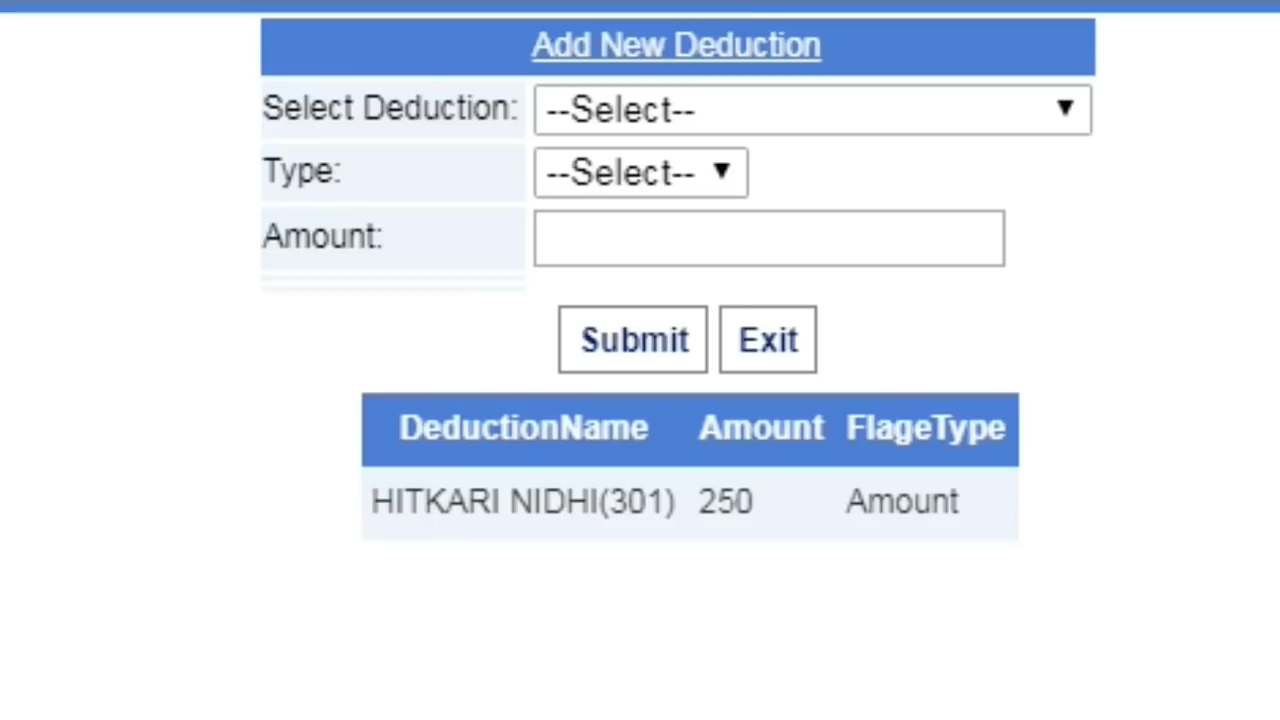 Add New Deduction
Select Deduction: --Select--
Type: --Select--
Amount:
Submit Exit
DeductionName Amount FlageType
HITKARI NIDHI(301) 250 Amount